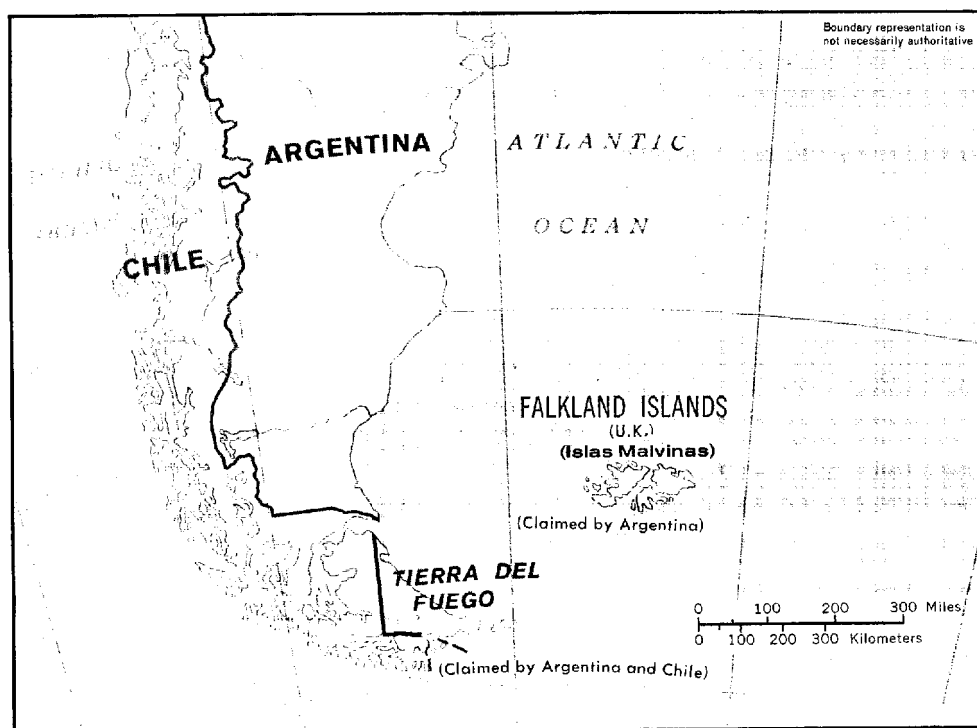 Boundary representation is
not necessarily authoritative
ARGENTINA
ATLANTIC
OCEAN
CHILE
FALKLAND ISLANDS
(U.K.)
(Islas Malvinas)
(Claimed by Argentina)
TIERRA DEL
FUEGO
0 100 200 300 Miles
0 100 200 300 Kilometers
(Claimed by Argentina and Chile)